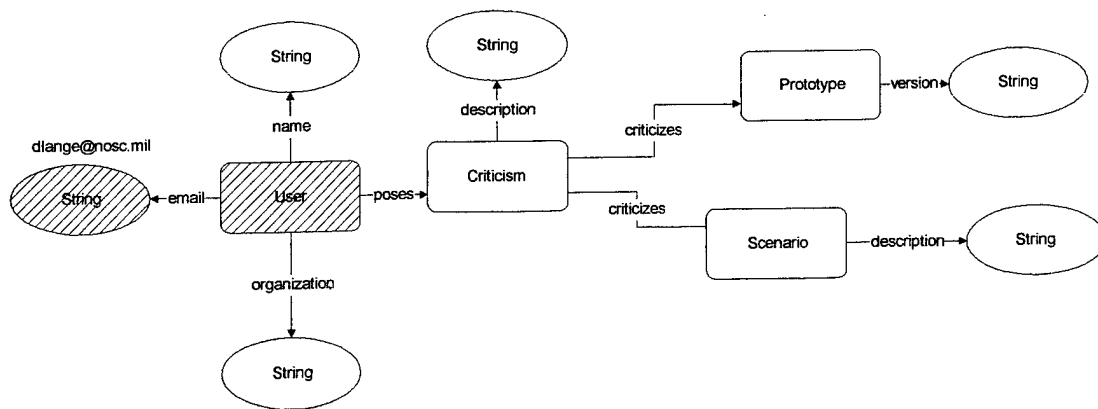 String
String
description
name
Prototype
version
String
criticizes
dlange@nosc.mil
String
email
User
poses
Criticism
criticizes
Scenario
description
String
organization
String